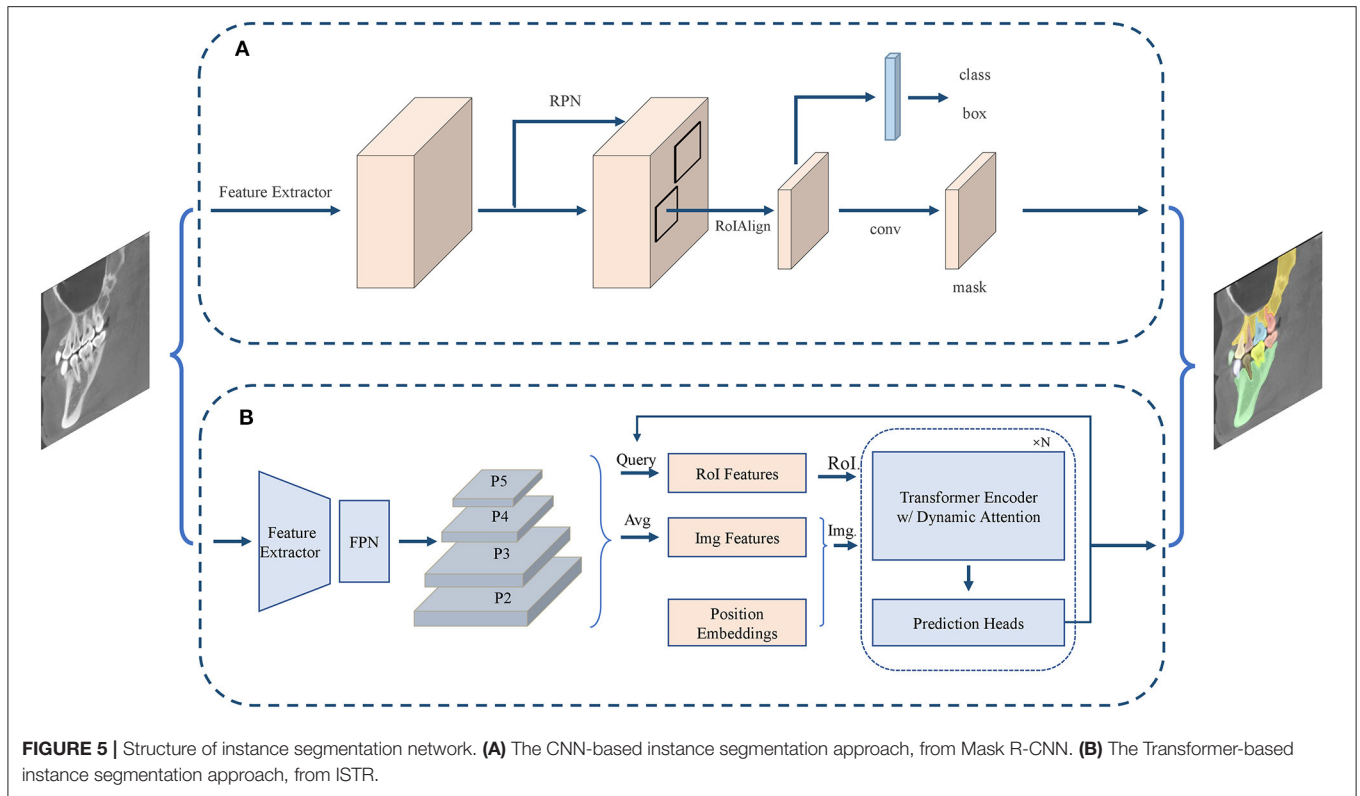 A
RPN
class
box
Feature Extractor
RoIAlign
conv
mask
B
×N
Query
RoI Features
RoI.
Transformer Encoder
w/ Dynamic Attention
P5
P4
P3
P2
Feature
Extractor
FPN
Avg
Img Features
Img.
Position
Embeddings
Prediction Heads
FIGURE 5 | Structure of instance segmentation network. (A) The CNN-based instance segmentation approach, from Mask R-CNN. (B) The Transformer-based
instance segmentation approach, from ISTR.